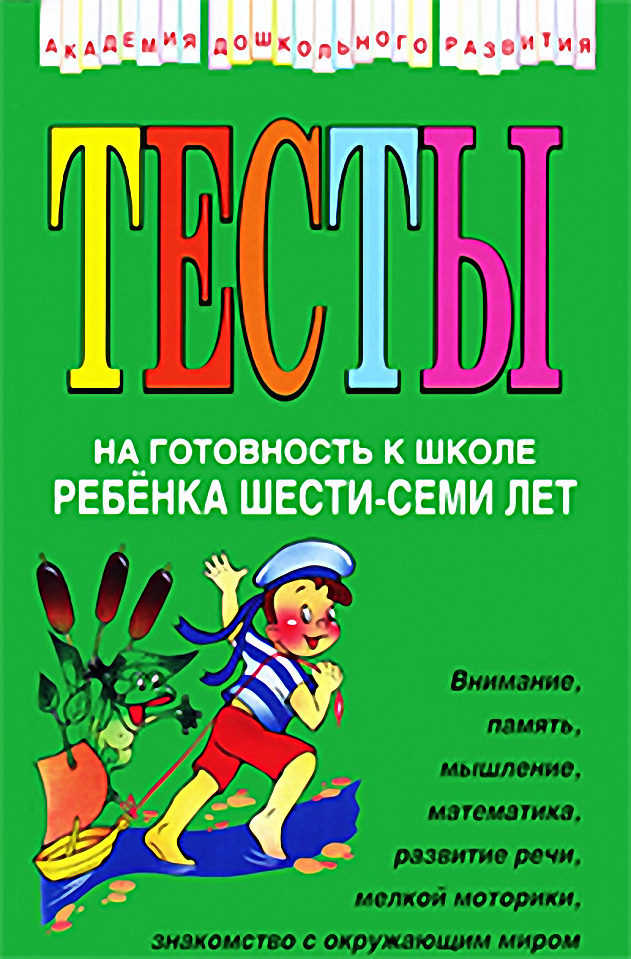 АКАДЕМИЯ ДОШКОЛЬНОГО РАЗВИТИЯ
ТЕСТЫ
НА ГОТОВНОСТЬ К ШКОЛЕ
РЕБЁНКА ШЕСТИ-СЕМИ ЛЕТ
Внимание,
память,
мышление,
математика,
развитие речи,
мелкой моторики,
знакомство с окружающим миром